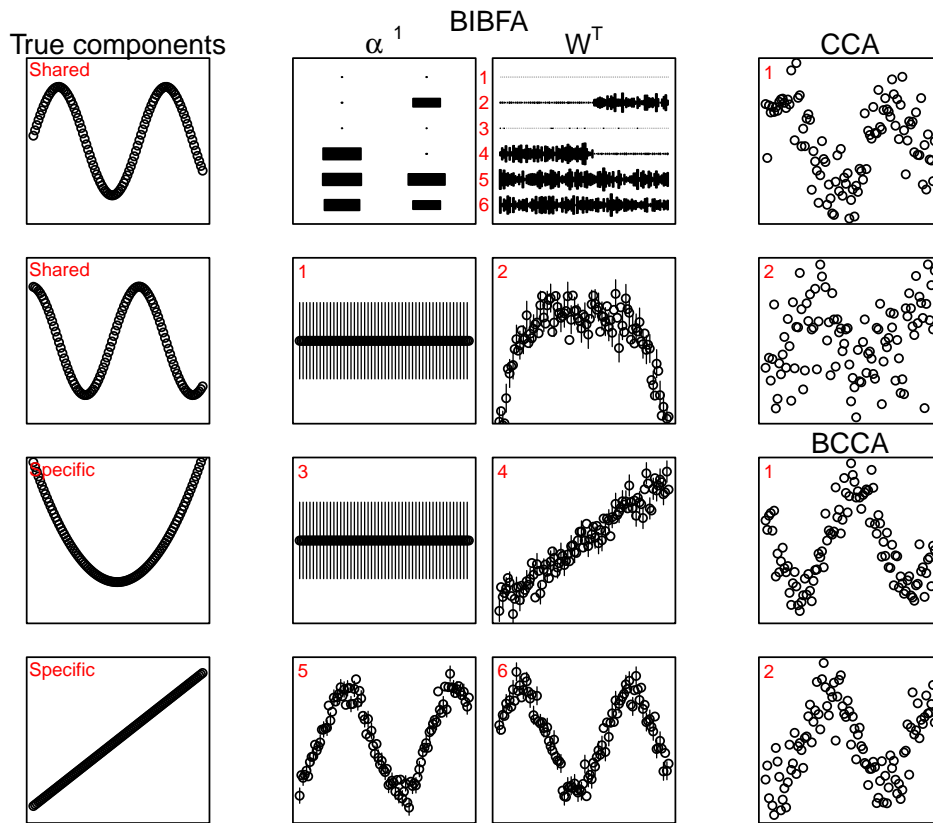 BIBFA
True components
α 1
W^T
CCA
Shared
1
2
3
4
5
6
1
Shared
1
2
2
BCCA
Specific
3
4
1
Specific
5
6
2